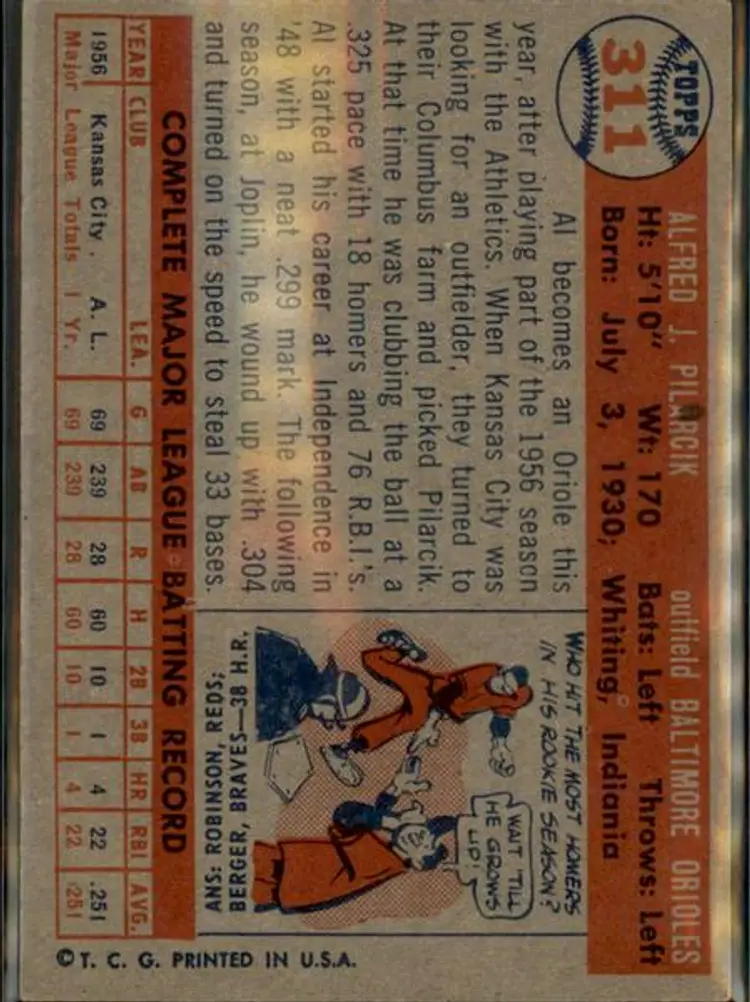 TOPPS
311
ALFRED J. PILARCIK outfield BALTIMORE ORIOLES
Ht: 5'10" Wt: 170 Bats: Left Throws: Left
Born: July 3, 1930; Whiting, Indiania
Al becomes an Oriole this
year, after playing part of the 1956 season
with the Athletics. When Kansas City was
looking for an outfielder, they turned to
their Columbus farm and picked Pilarcik.
At that time he was clubbing the ball at a
.325 pace with 18 homers and 76 R.B.I.'s.
Al started his career at Independence in
'48 with a neat .299 mark. The following
season, at Joplin, he wound up with .304
and turned on the speed to steal 33 bases.
WHO HIT THE MOST HOMERS
IN HIS ROOKIE SEASON?
WAIT 'TILL
HE GROWS
UP!
ANS: ROBINSON, REDS;
BERGER, BRAVES—38 H.R.
COMPLETE MAJOR LEAGUE BATTING RECORD
YEAR CLUB LEA. G AB R H 2B 3B HR RBI AVG.
1956 Kansas City . A. L. 69 239 28 60 10 1 4 22 .251
Major League Totals 1 Yr. 69 239 28 60 10 1 4 22 .251
© T. C. G. PRINTED IN U.S.A.